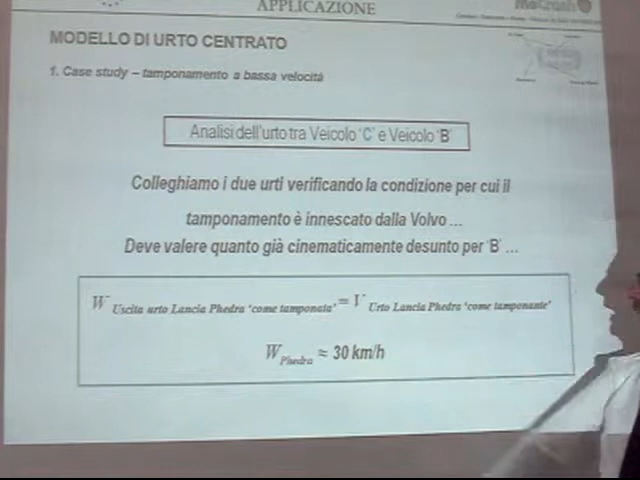 APPLICAZIONE
MODELLO DI URTO CENTRATO
1. Case study – tamponamento a bassa velocità
Analisi dell'urto tra Veicolo 'C' e Veicolo 'B'
Colleghiamo i due urti verificando la condizione per cui il
tamponamento è innescato dalla Volvo ...
Deve valere quanto già cinematicamente desunto per 'B' ...
W Uscita urto Lancia Phedra 'come tamponata' = V Urto Lancia Phedra 'come tamponante'
W Phedra ≈ 30 km/h